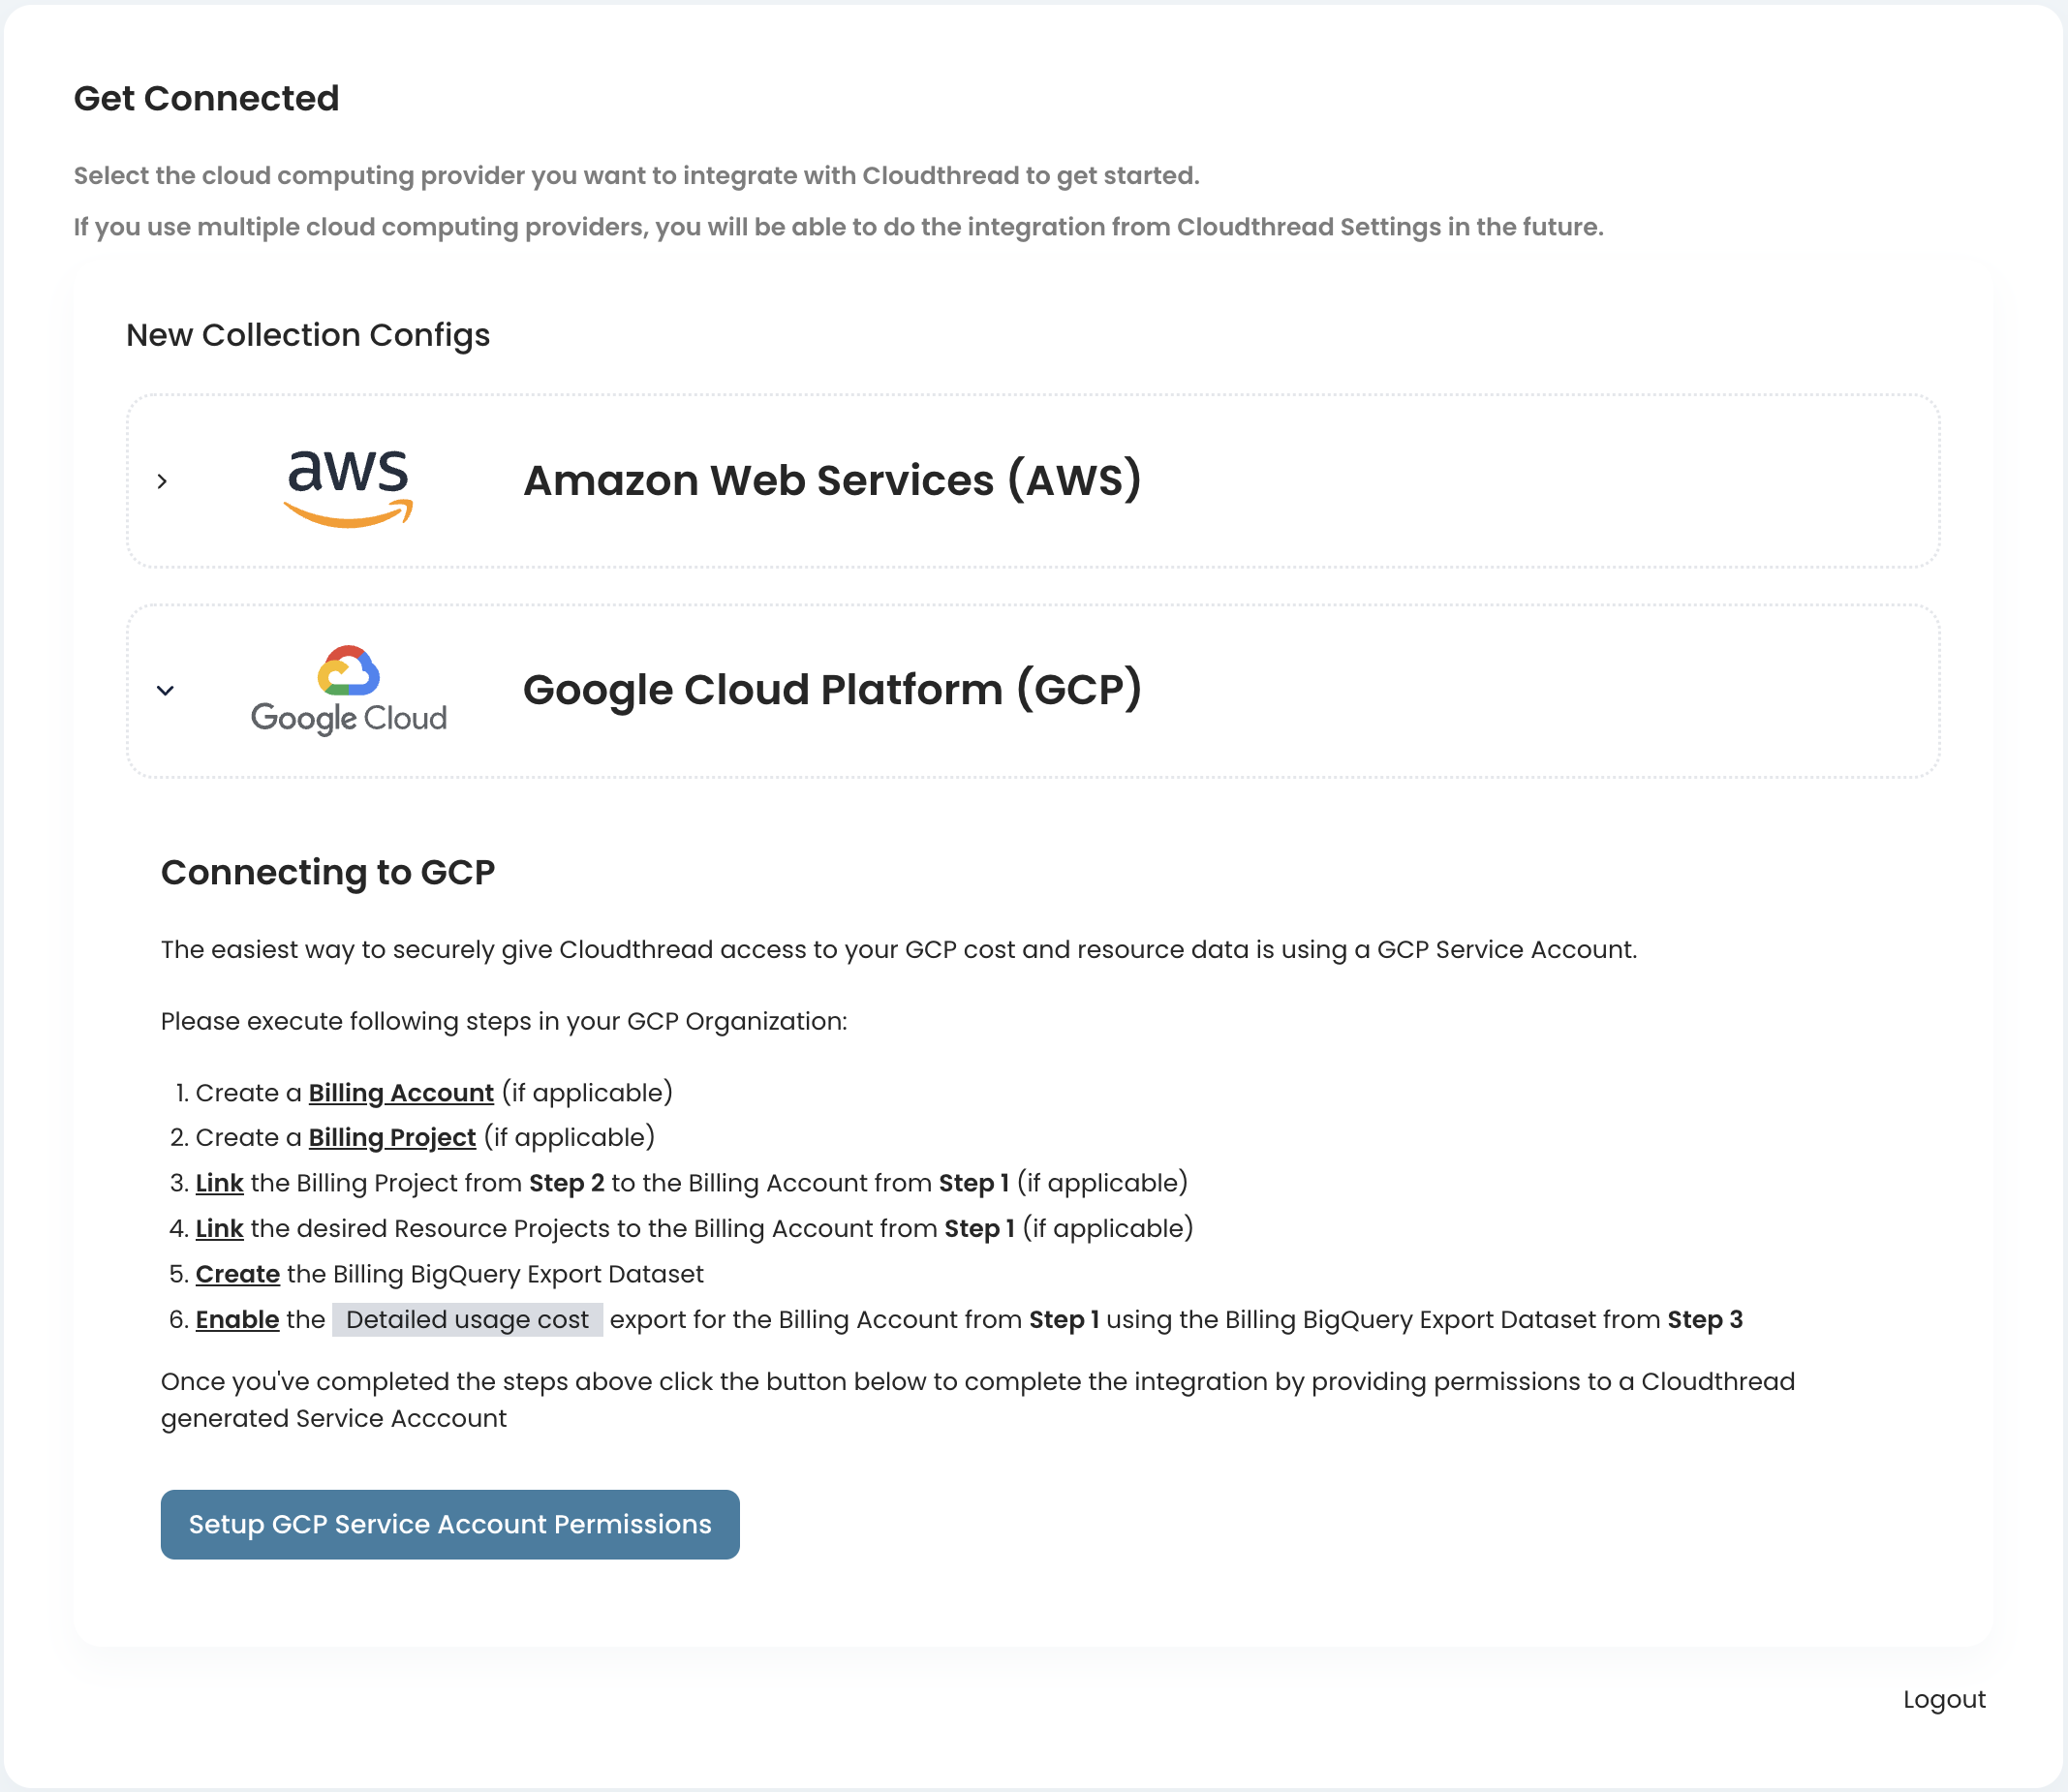 Get Connected
Select the cloud computing provider you want to integrate with Cloudthread to get started.
If you use multiple cloud computing providers, you will be able to do the integration from Cloudthread Settings in the future.
New Collection Configs
aws
Amazon Web Services (AWS)
Google Cloud
Google Cloud Platform (GCP)
Connecting to GCP
The easiest way to securely give Cloudthread access to your GCP cost and resource data is using a GCP Service Account.
Please execute following steps in your GCP Organization:
1. Create a Billing Account (if applicable)
2. Create a Billing Project (if applicable)
3. Link the Billing Project from Step 2 to the Billing Account from Step 1 (if applicable)
4. Link the desired Resource Projects to the Billing Account from Step 1 (if applicable)
5. Create the Billing BigQuery Export Dataset
6. Enable the Detailed usage cost export for the Billing Account from Step 1 using the Billing BigQuery Export Dataset from Step 3
Once you've completed the steps above click the button below to complete the integration by providing permissions to a Cloudthread
generated Service Acccount
Setup GCP Service Account Permissions
Logout